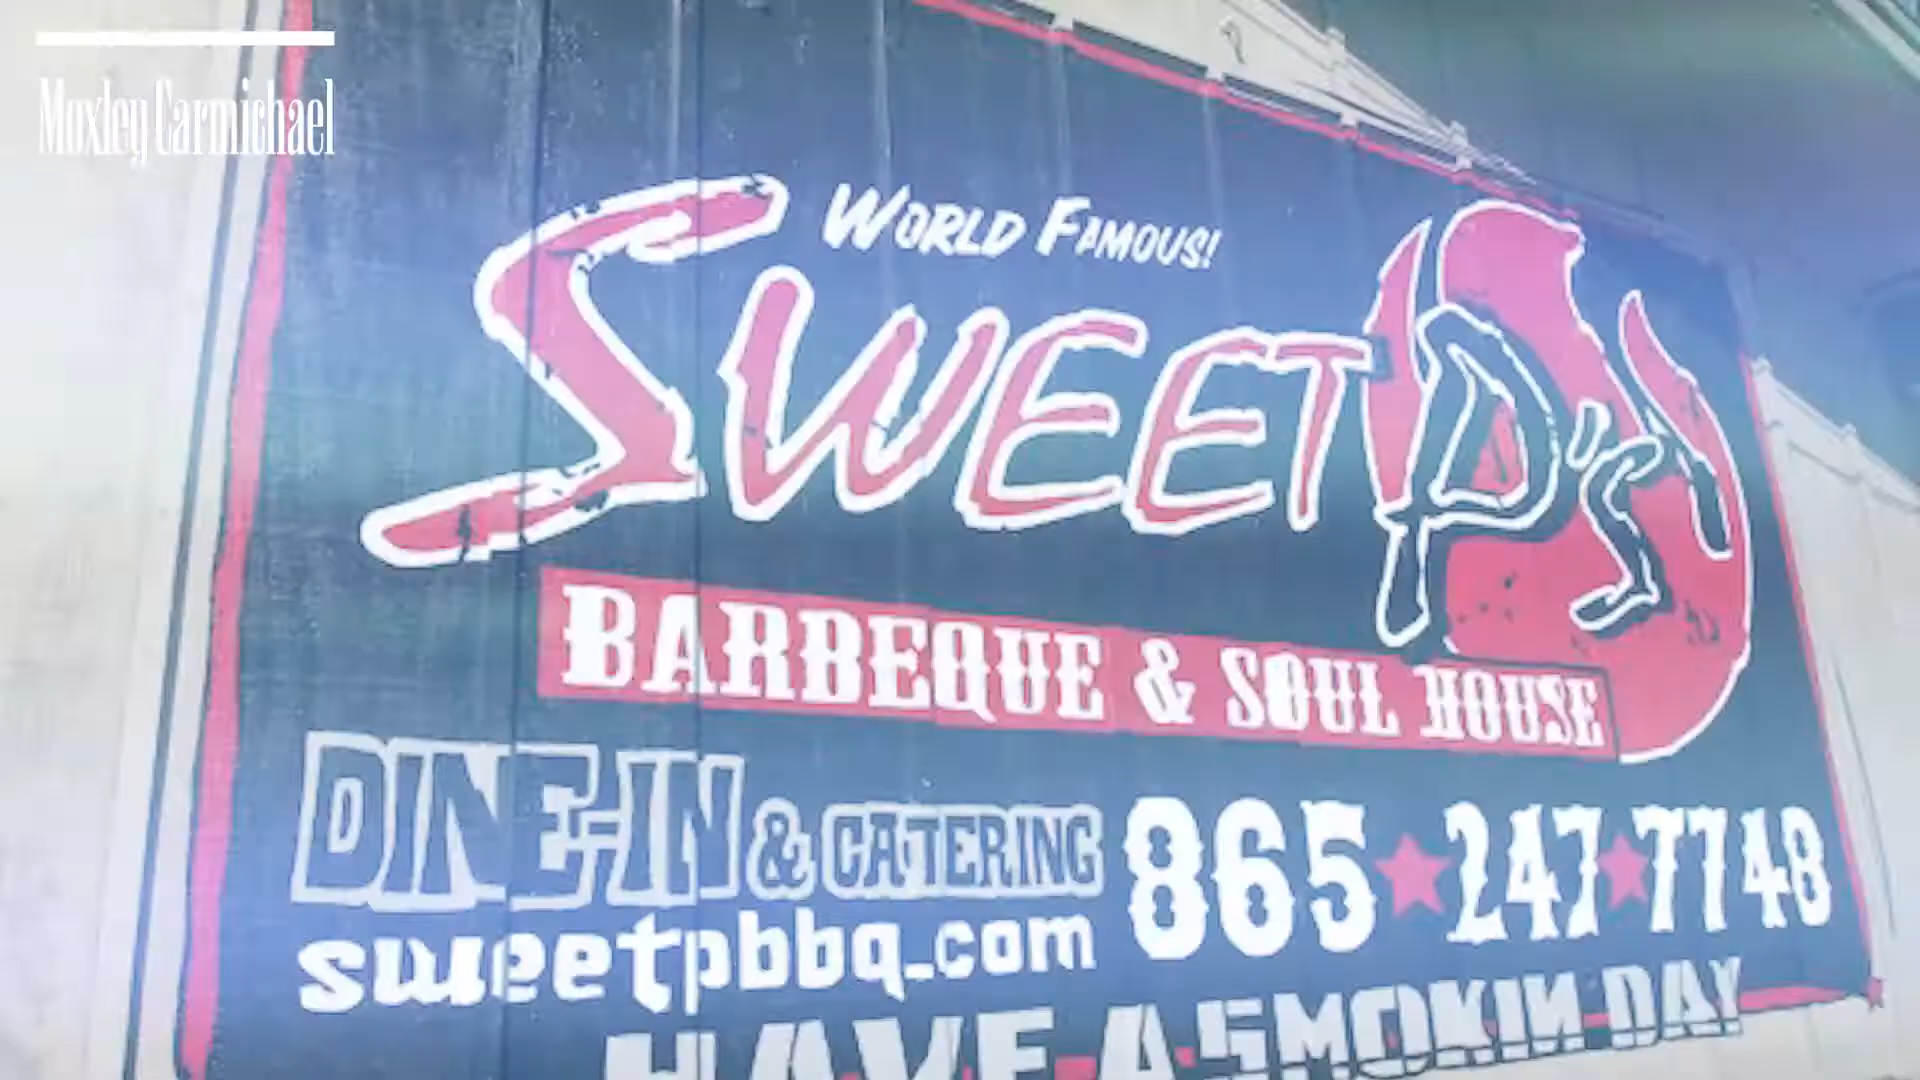 Moxley Carmichael
WORLD FAMOUS!
SWEET P'S
BARBEQUE & SOUL HOUSE
DINE-IN & CATERING
865★247★7748
sweetpbbq.com
HAVE-A-SMOKIN-DAY